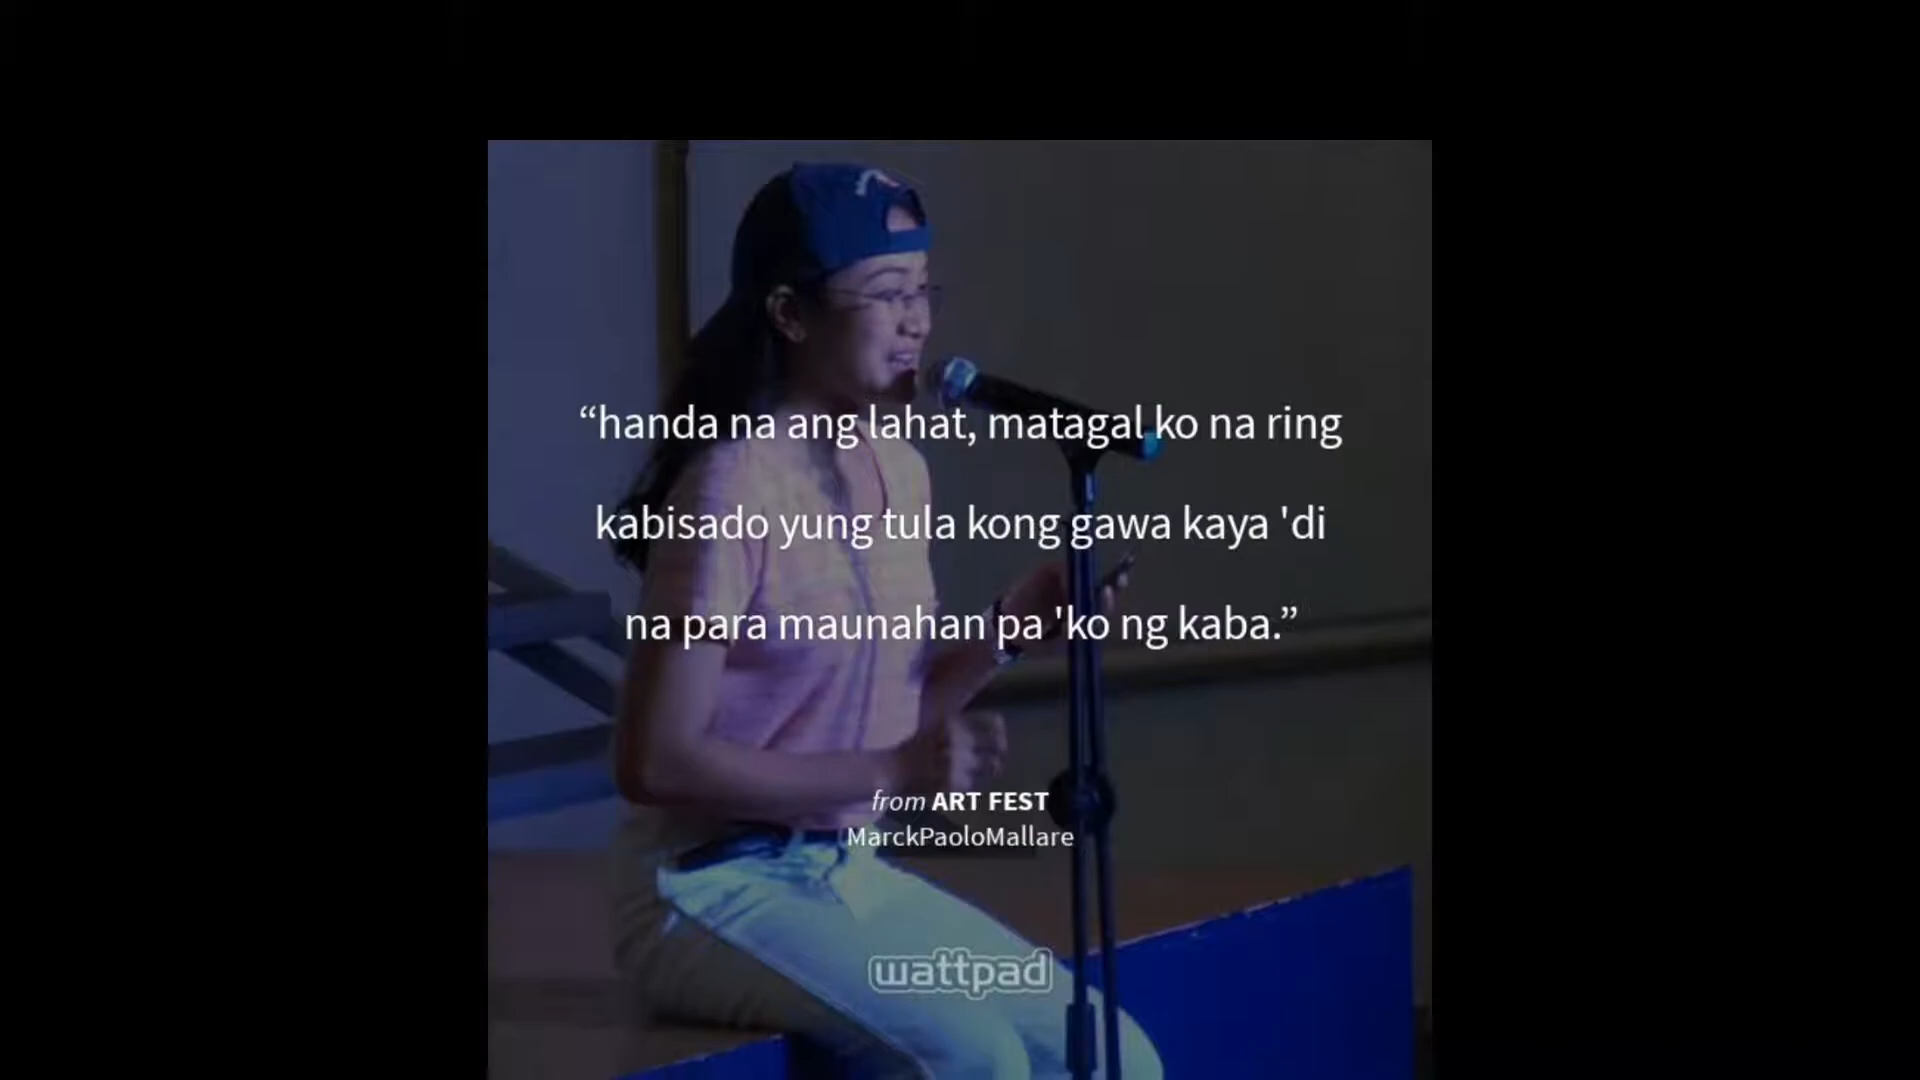 “handa na ang lahat, matagal ko na ring
kabisado yung tula kong gawa kaya 'di
na para maunahan pa 'ko ng kaba.”
from ART FEST
MarckPaoloMallare
wattpad